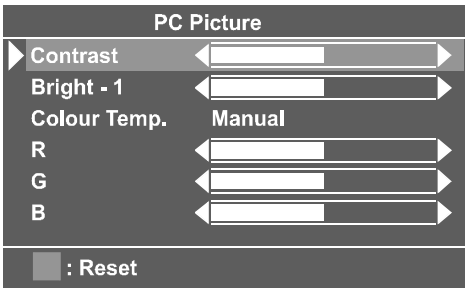 PC Picture
Contrast
Bright - 1
Colour Temp. Manual
R
G
B
: Reset